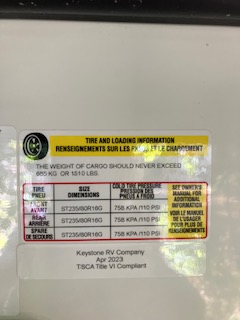 TIRE AND LOADING INFORMATION
RENSEIGNEMENTS SUR LES PNEUS ET LE CHARGEMENT
THE WEIGHT OF CARGO SHOULD NEVER EXCEED
685 KG OR 1510 LBS.
TIRE
PNEU
SIZE
DIMENSIONS
COLD TIRE PRESSURE
PRESSION DES
PNEUS A FROID
SEE OWNER'S
MANUAL FOR
ADDITIONAL
INFORMATION
VOIR LE MANUEL
DE L'USAGER
POUR PLUS DE
RENSEIGNEMENTS
FRONT
AVANT
ST235/80R16G
758 KPA /110 PSI
REAR
ARRIÈRE
ST235/80R16G
758 KPA /110 PSI
SPARE
DE SECOURS
ST235/80R16G
758 KPA /110 PSI
Keystone RV Company
Apr 2023
TSCA Title VI Compliant